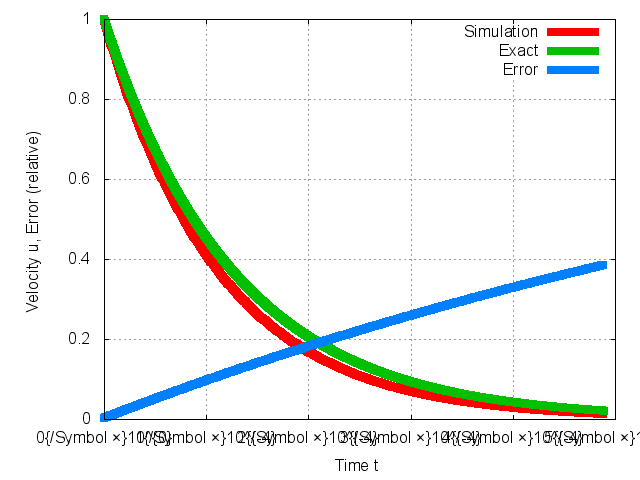 1
Simulation
Exact
Error
0.8
0.6
0.4
0.2
0
Velocity u, Error (relative)
Time t